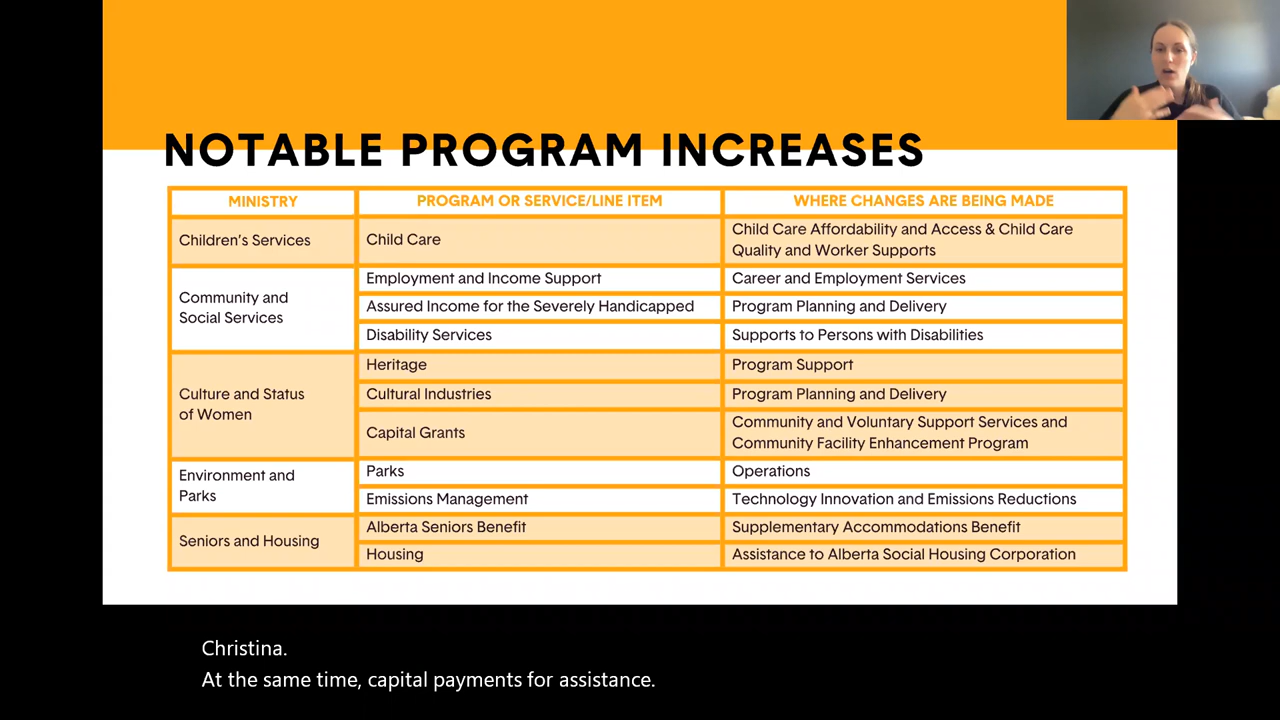 NOTABLE PROGRAM INCREASES
MINISTRY
PROGRAM OR SERVICE/LINE ITEM
WHERE CHANGES ARE BEING MADE
Children's Services
Child Care
Child Care Affordability and Access & Child Care
Quality and Worker Supports
Community and
Social Services
Employment and Income Support
Career and Employment Services
Assured Income for the Severely Handicapped
Program Planning and Delivery
Disability Services
Supports to Persons with Disabilities
Culture and Status
of Women
Heritage
Program Support
Cultural Industries
Program Planning and Delivery
Capital Grants
Community and Voluntary Support Services and
Community Facility Enhancement Program
Environment and
Parks
Parks
Operations
Emissions Management
Technology Innovation and Emissions Reductions
Seniors and Housing
Alberta Seniors Benefit
Supplementary Accommodations Benefit
Housing
Assistance to Alberta Social Housing Corporation
Christina.
At the same time, capital payments for assistance.